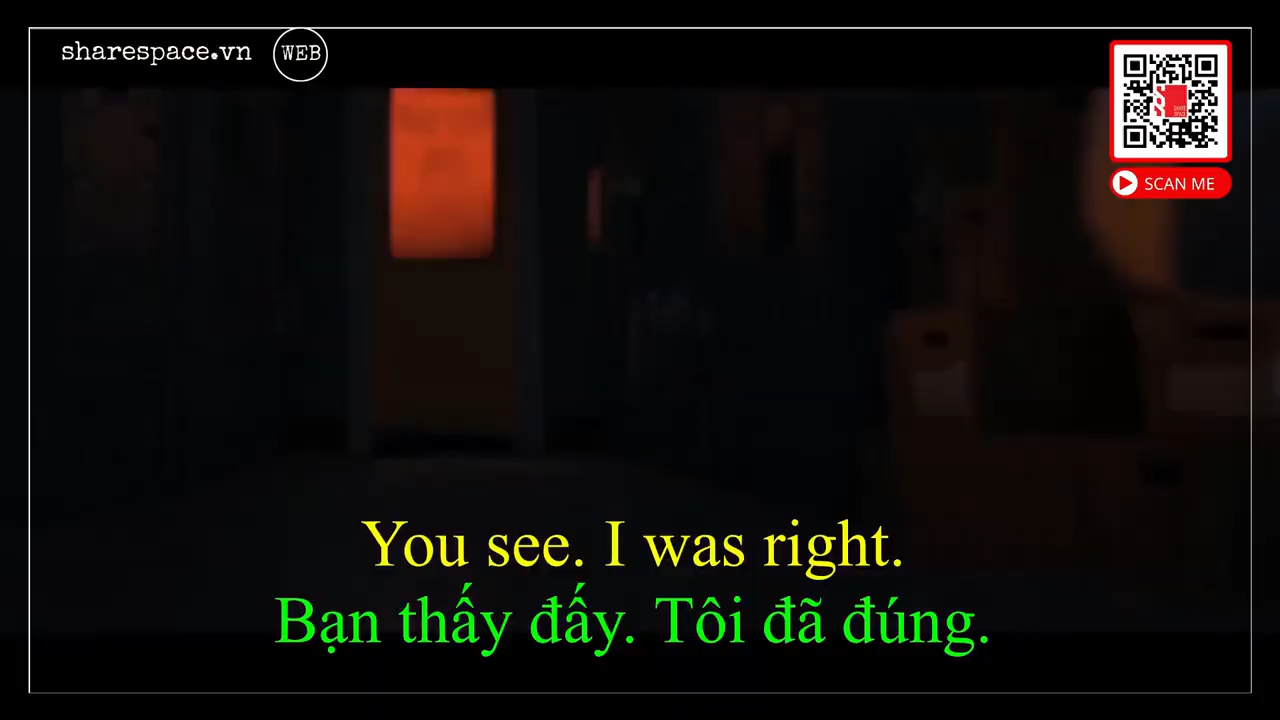 sharespace.vn WEB
SCAN ME
You see. I was right.
Bạn thấy đấy. Tôi đã đúng.